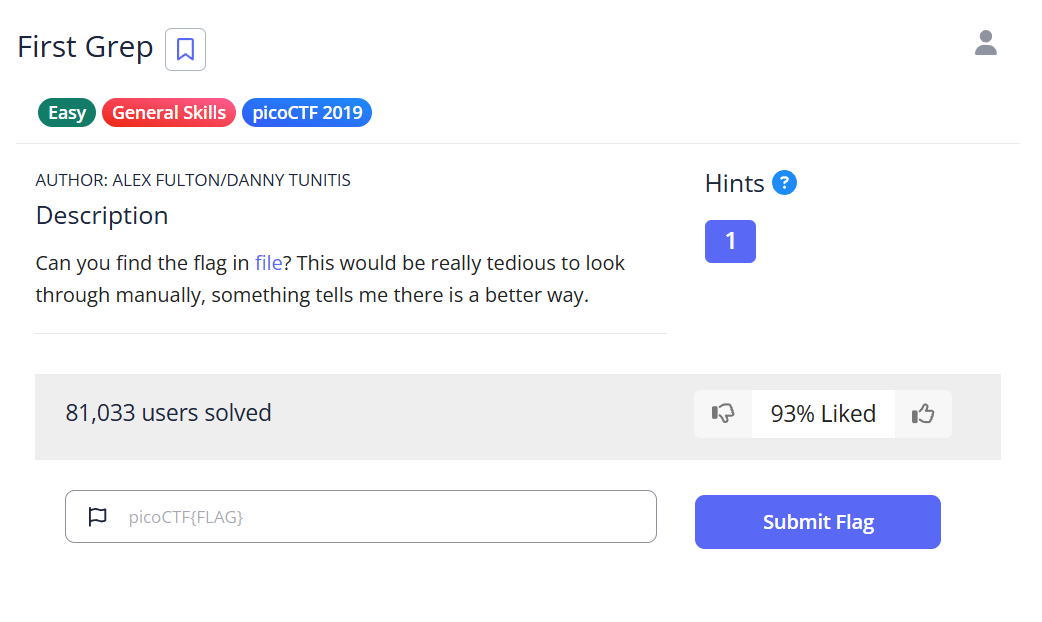 First Grep
Easy General Skills picoCTF 2019
AUTHOR: ALEX FULTON/DANNY TUNITIS
Description
Can you find the flag in file? This would be really tedious to look
through manually, something tells me there is a better way.
Hints ?
1
81,033 users solved
93% Liked
picoCTF{FLAG}
Submit Flag